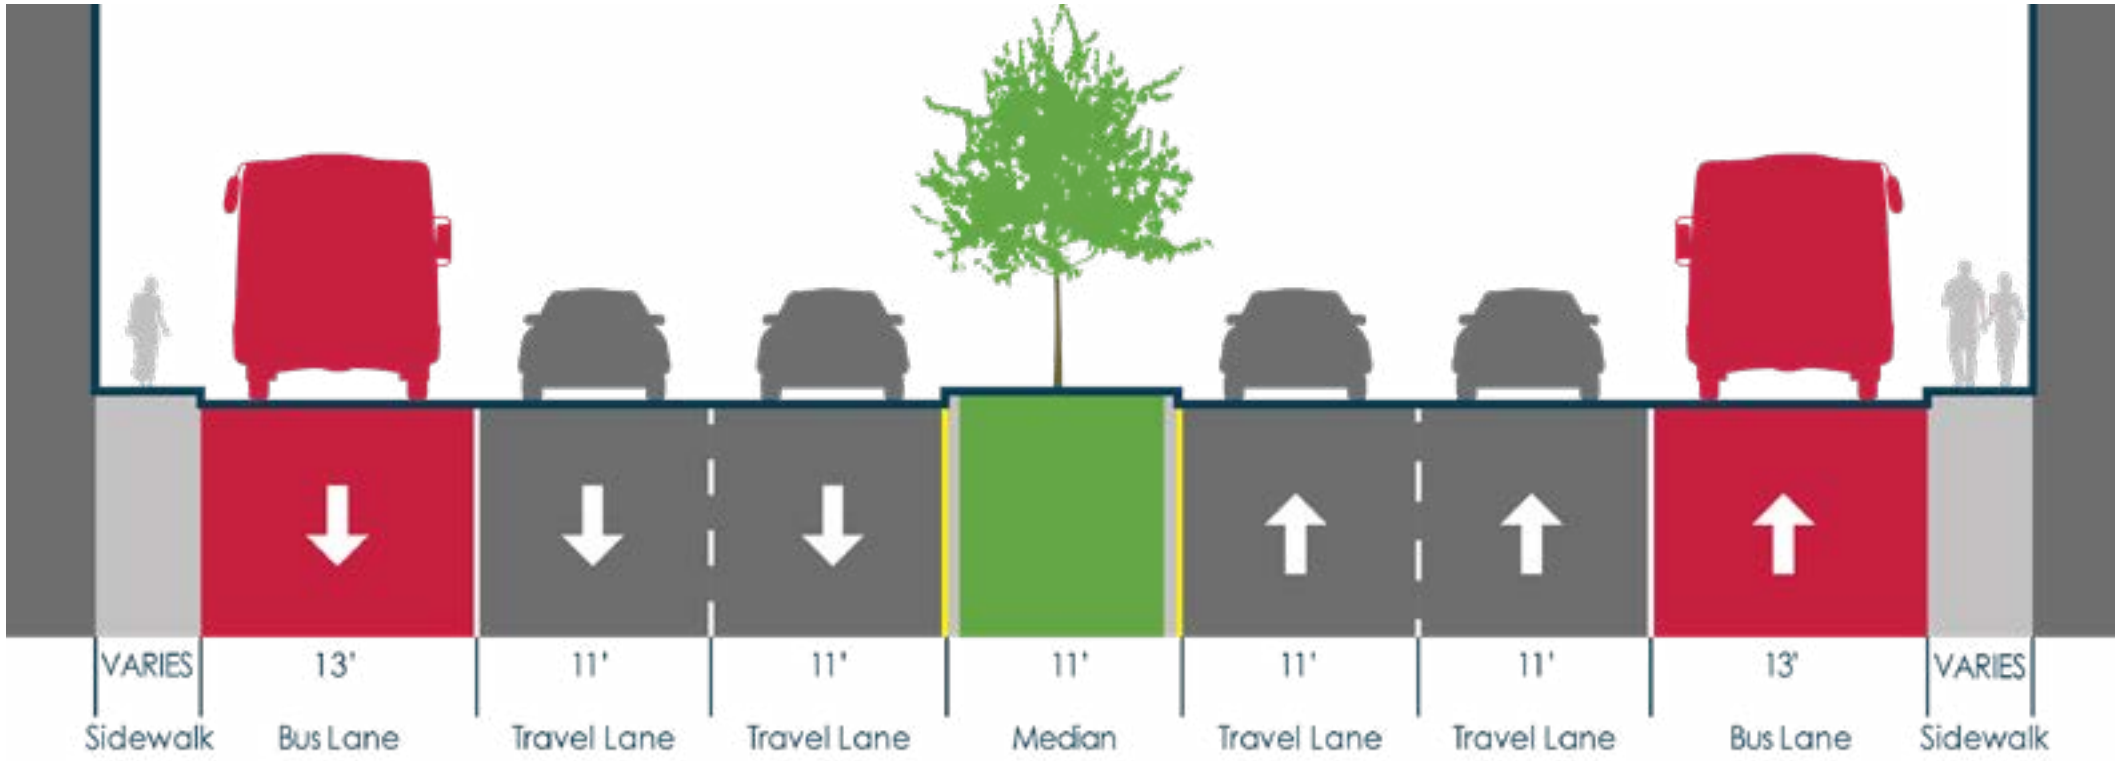 VARIES 13' 11' 11' 11' 11' 11' 13' VARIES
Sidewalk Bus Lane Travel Lane Travel Lane Median Travel Lane Travel Lane Bus Lane Sidewalk